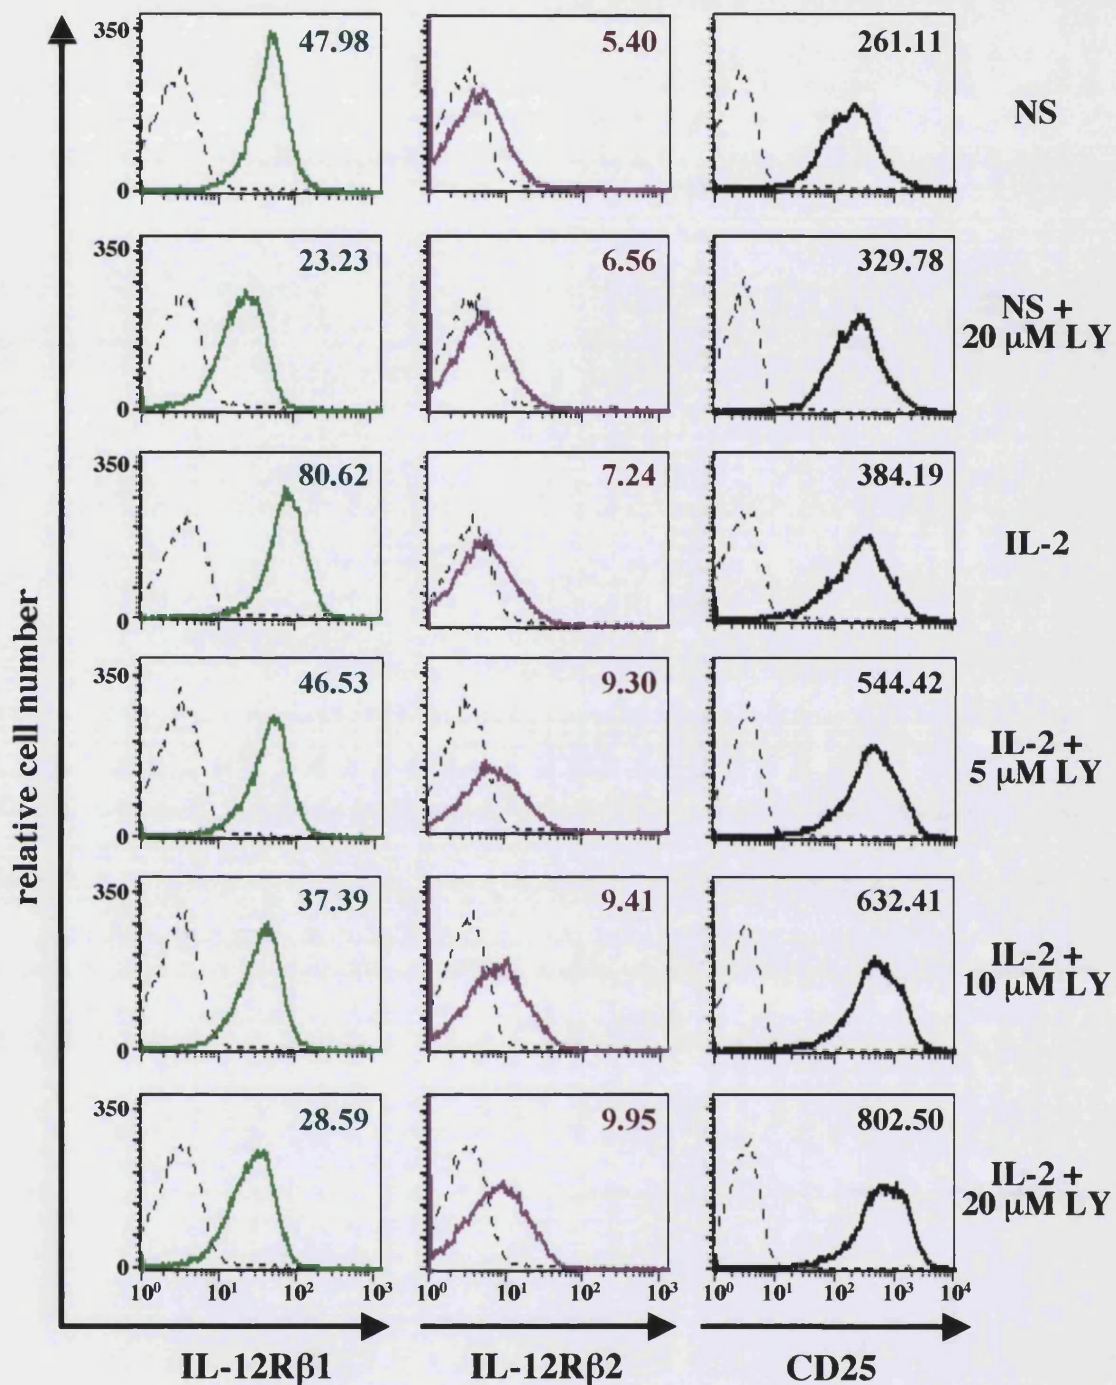 350
47.98
5.40
261.11
NS
0
350
23.23
6.56
329.78
NS +
20 μM LY
0
350
80.62
7.24
384.19
IL-2
0
350
46.53
9.30
544.42
IL-2 +
5 μM LY
0
350
37.39
9.41
632.41
IL-2 +
10 μM LY
0
350
28.59
9.95
802.50
IL-2 +
20 μM LY
0
10⁰ 10¹ 10² 10³
10⁰ 10¹ 10² 10³
10⁰ 10¹ 10² 10³ 10⁴
relative cell number
IL-12Rβ1
IL-12Rβ2
CD25